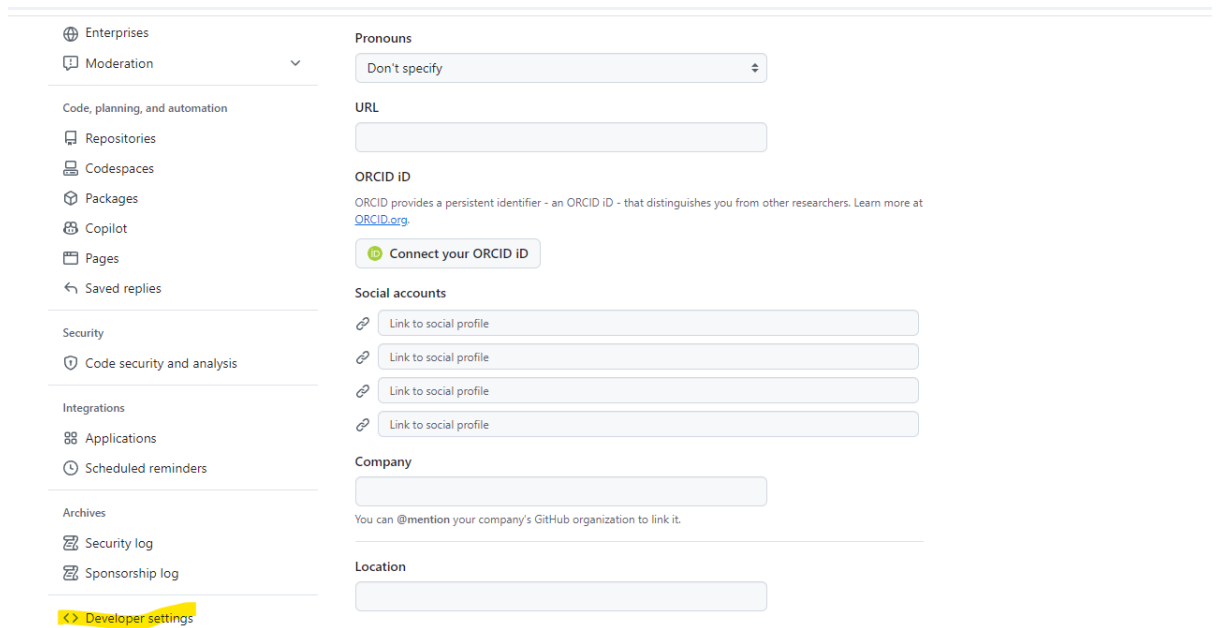 Enterprises
Moderation
Code, planning, and automation
Repositories
Codespaces
Packages
Copilot
Pages
Saved replies
Security
Code security and analysis
Integrations
Applications
Scheduled reminders
Archives
Security log
Sponsorship log
Developer settings
Pronouns
Don't specify
URL
ORCID iD
ORCID provides a persistent identifier - an ORCID iD - that distinguishes you from other researchers. Learn more at
ORCID.org.
iD Connect your ORCID iD
Social accounts
Link to social profile
Link to social profile
Link to social profile
Link to social profile
Company
You can @mention your company's GitHub organization to link it.
Location